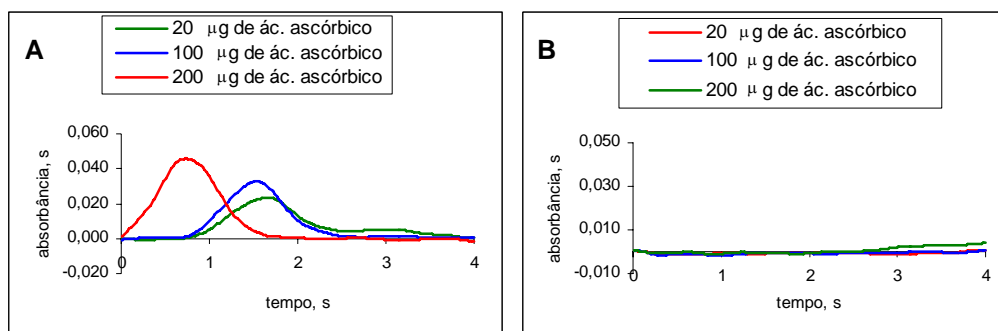 A
20 μg de ác. ascórbico
100 μg de ác. ascórbico
200 μg de ác. ascórbico
0,060
0,040
0,020
0,000
-0,020
absorbância, s
0 1 2 3 4
tempo, s
B
20 μg de ác. ascórbico
100 μ g de ác. ascórbico
200 μ g de ác. ascórbico
0,050
0,030
0,010
-0,010
absorbância, s
0 1 2 3 4
tempo, s